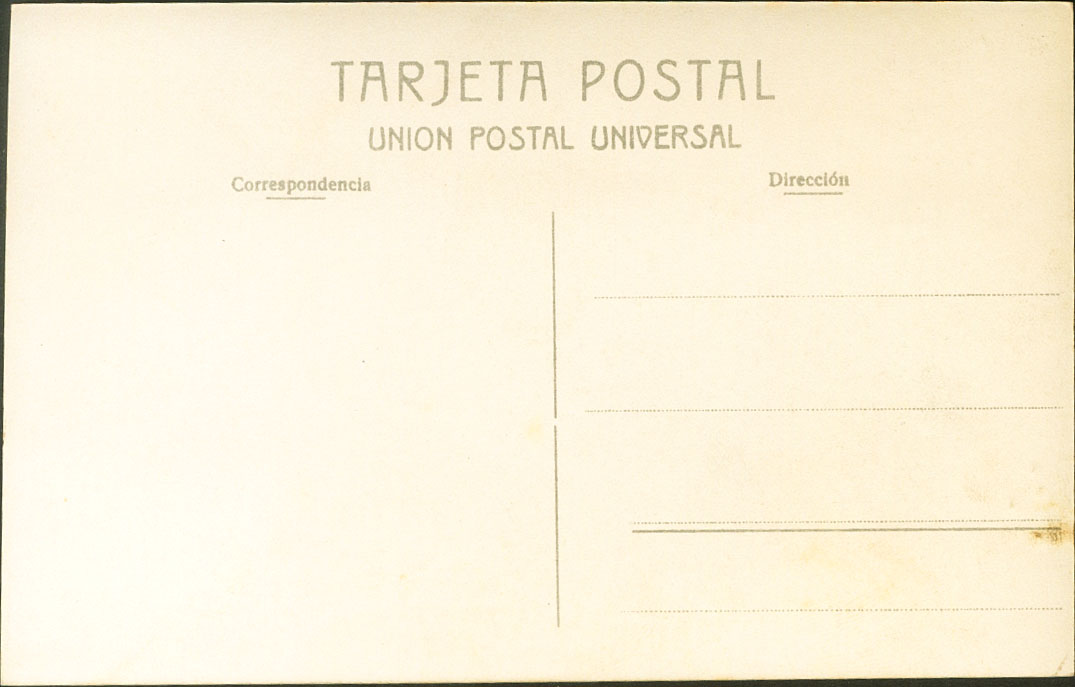 TARJETA POSTAL
UNION POSTAL UNIVERSAL
Correspondencia
Dirección